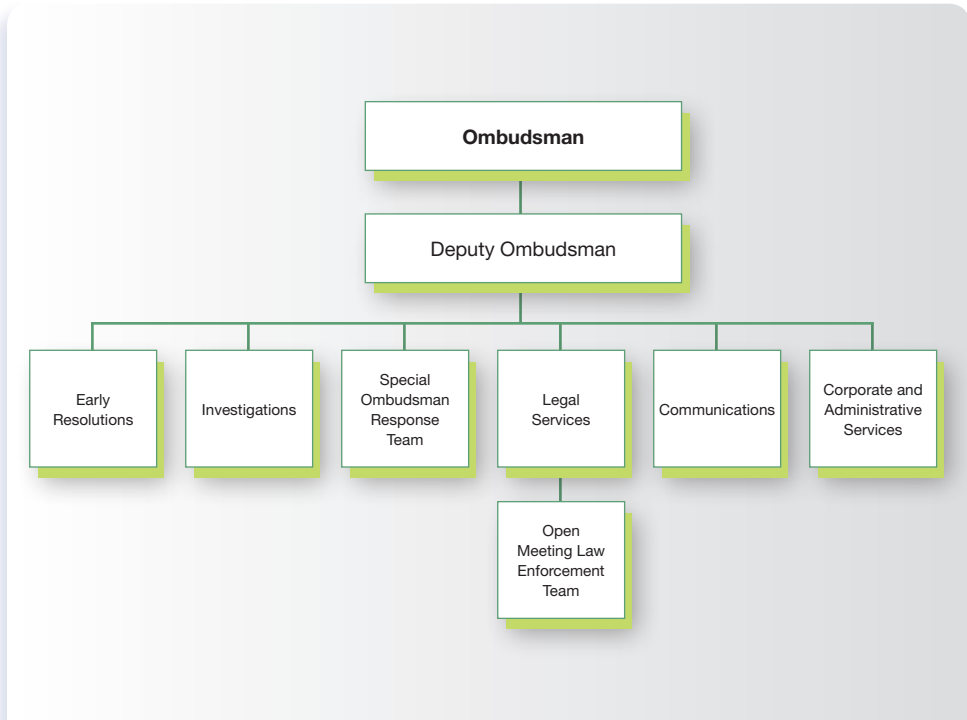 Ombudsman
Deputy Ombudsman
Early
Resolutions
Investigations
Special
Ombudsman
Response
Team
Legal
Services
Communications
Corporate and
Administrative
Services
Open
Meeting Law
Enforcement
Team